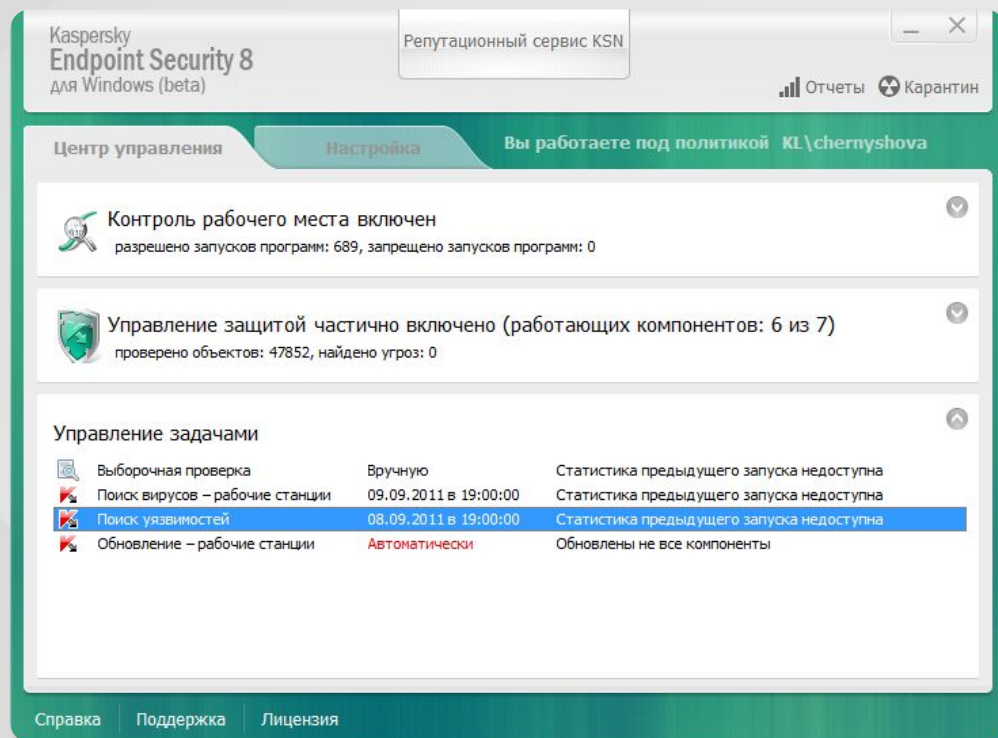 Kaspersky
Endpoint Security 8
для Windows (beta)
Репутационный сервис KSN
Отчеты
Карантин
Центр управления
Настройка
Вы работаете под политикой KL\chernyshova
Контроль рабочего места включен
разрешено запусков программ: 689, запрещено запусков программ: 0
Управление защитой частично включено (работающих компонентов: 6 из 7)
проверено объектов: 47852, найдено угроз: 0
Управление задачами
Выборочная проверка Вручную Статистика предыдущего запуска недоступна
Поиск вирусов – рабочие станции 09.09.2011 в 19:00:00 Статистика предыдущего запуска недоступна
Поиск уязвимостей 08.09.2011 в 19:00:00 Статистика предыдущего запуска недоступна
Обновление – рабочие станции Автоматически Обновлены не все компоненты
Справка Поддержка Лицензия